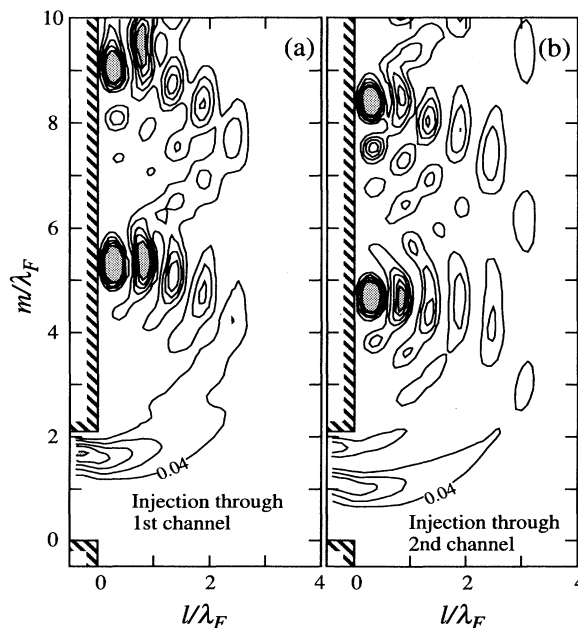 10
8
6
4
2
0
m/λ_F
(a)
0.04
Injection through
1st channel
0
2
4
l/λ_F
(b)
0.04
Injection through
2nd channel
0
2
4
l/λ_F